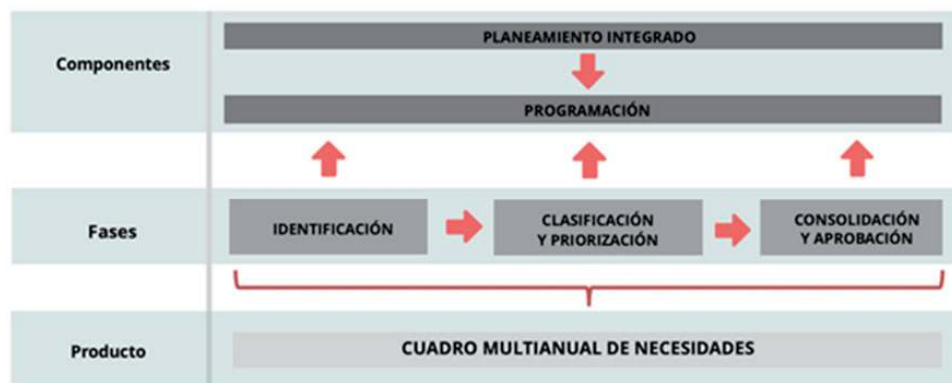 Componentes
PLANEAMIENTO INTEGRADO
PROGRAMACIÓN
Fases
IDENTIFICACIÓN
CLASIFICACIÓN
Y PRIORIZACIÓN
CONSOLIDACIÓN
Y APROBACIÓN
Producto
CUADRO MULTIANUAL DE NECESIDADES